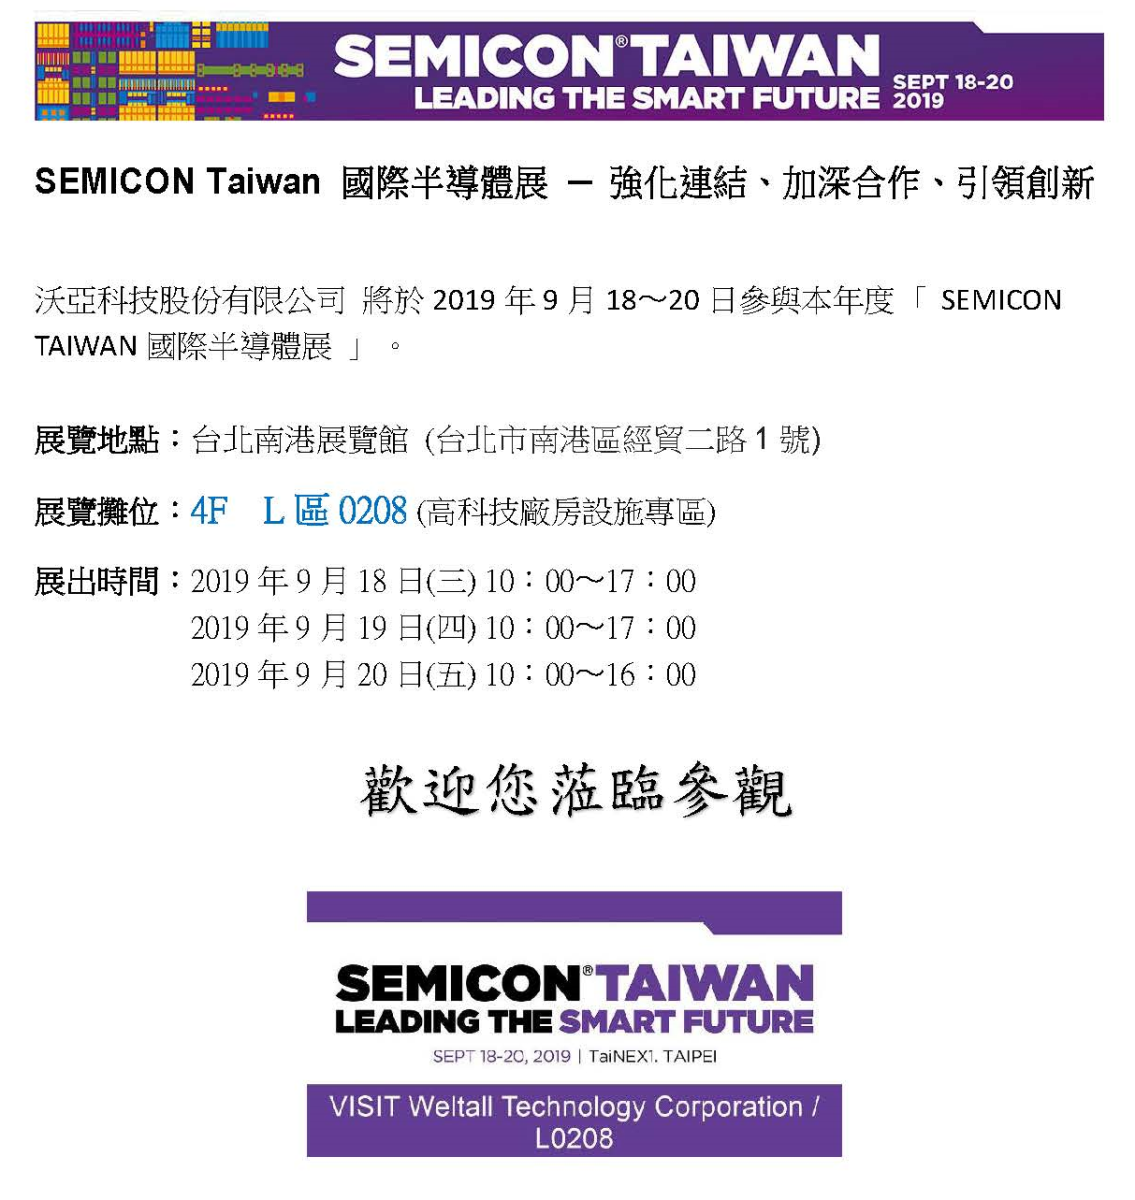 SEMICON®TAIWAN
LEADING THE SMART FUTURE
SEPT 18-20
2019
SEMICON Taiwan 國際半導體展 － 強化連結、加深合作、引領創新
沃亞科技股份有限公司 將於 2019 年 9 月 18～20 日參與本年度「 SEMICON
TAIWAN 國際半導體展 」。
展覽地點：台北南港展覽館 (台北市南港區經貿二路 1 號)
展覽攤位：4F　L 區 0208 (高科技廠房設施專區)
展出時間：2019 年 9 月 18 日(三) 10：00～17：00
2019 年 9 月 19 日(四) 10：00～17：00
2019 年 9 月 20 日(五) 10：00～16：00
歡迎您蒞臨參觀
SEMICON®TAIWAN
LEADING THE SMART FUTURE
SEPT 18-20, 2019 | TaiNEX1, TAIPEI
VISIT Weltall Technology Corporation /
L0208